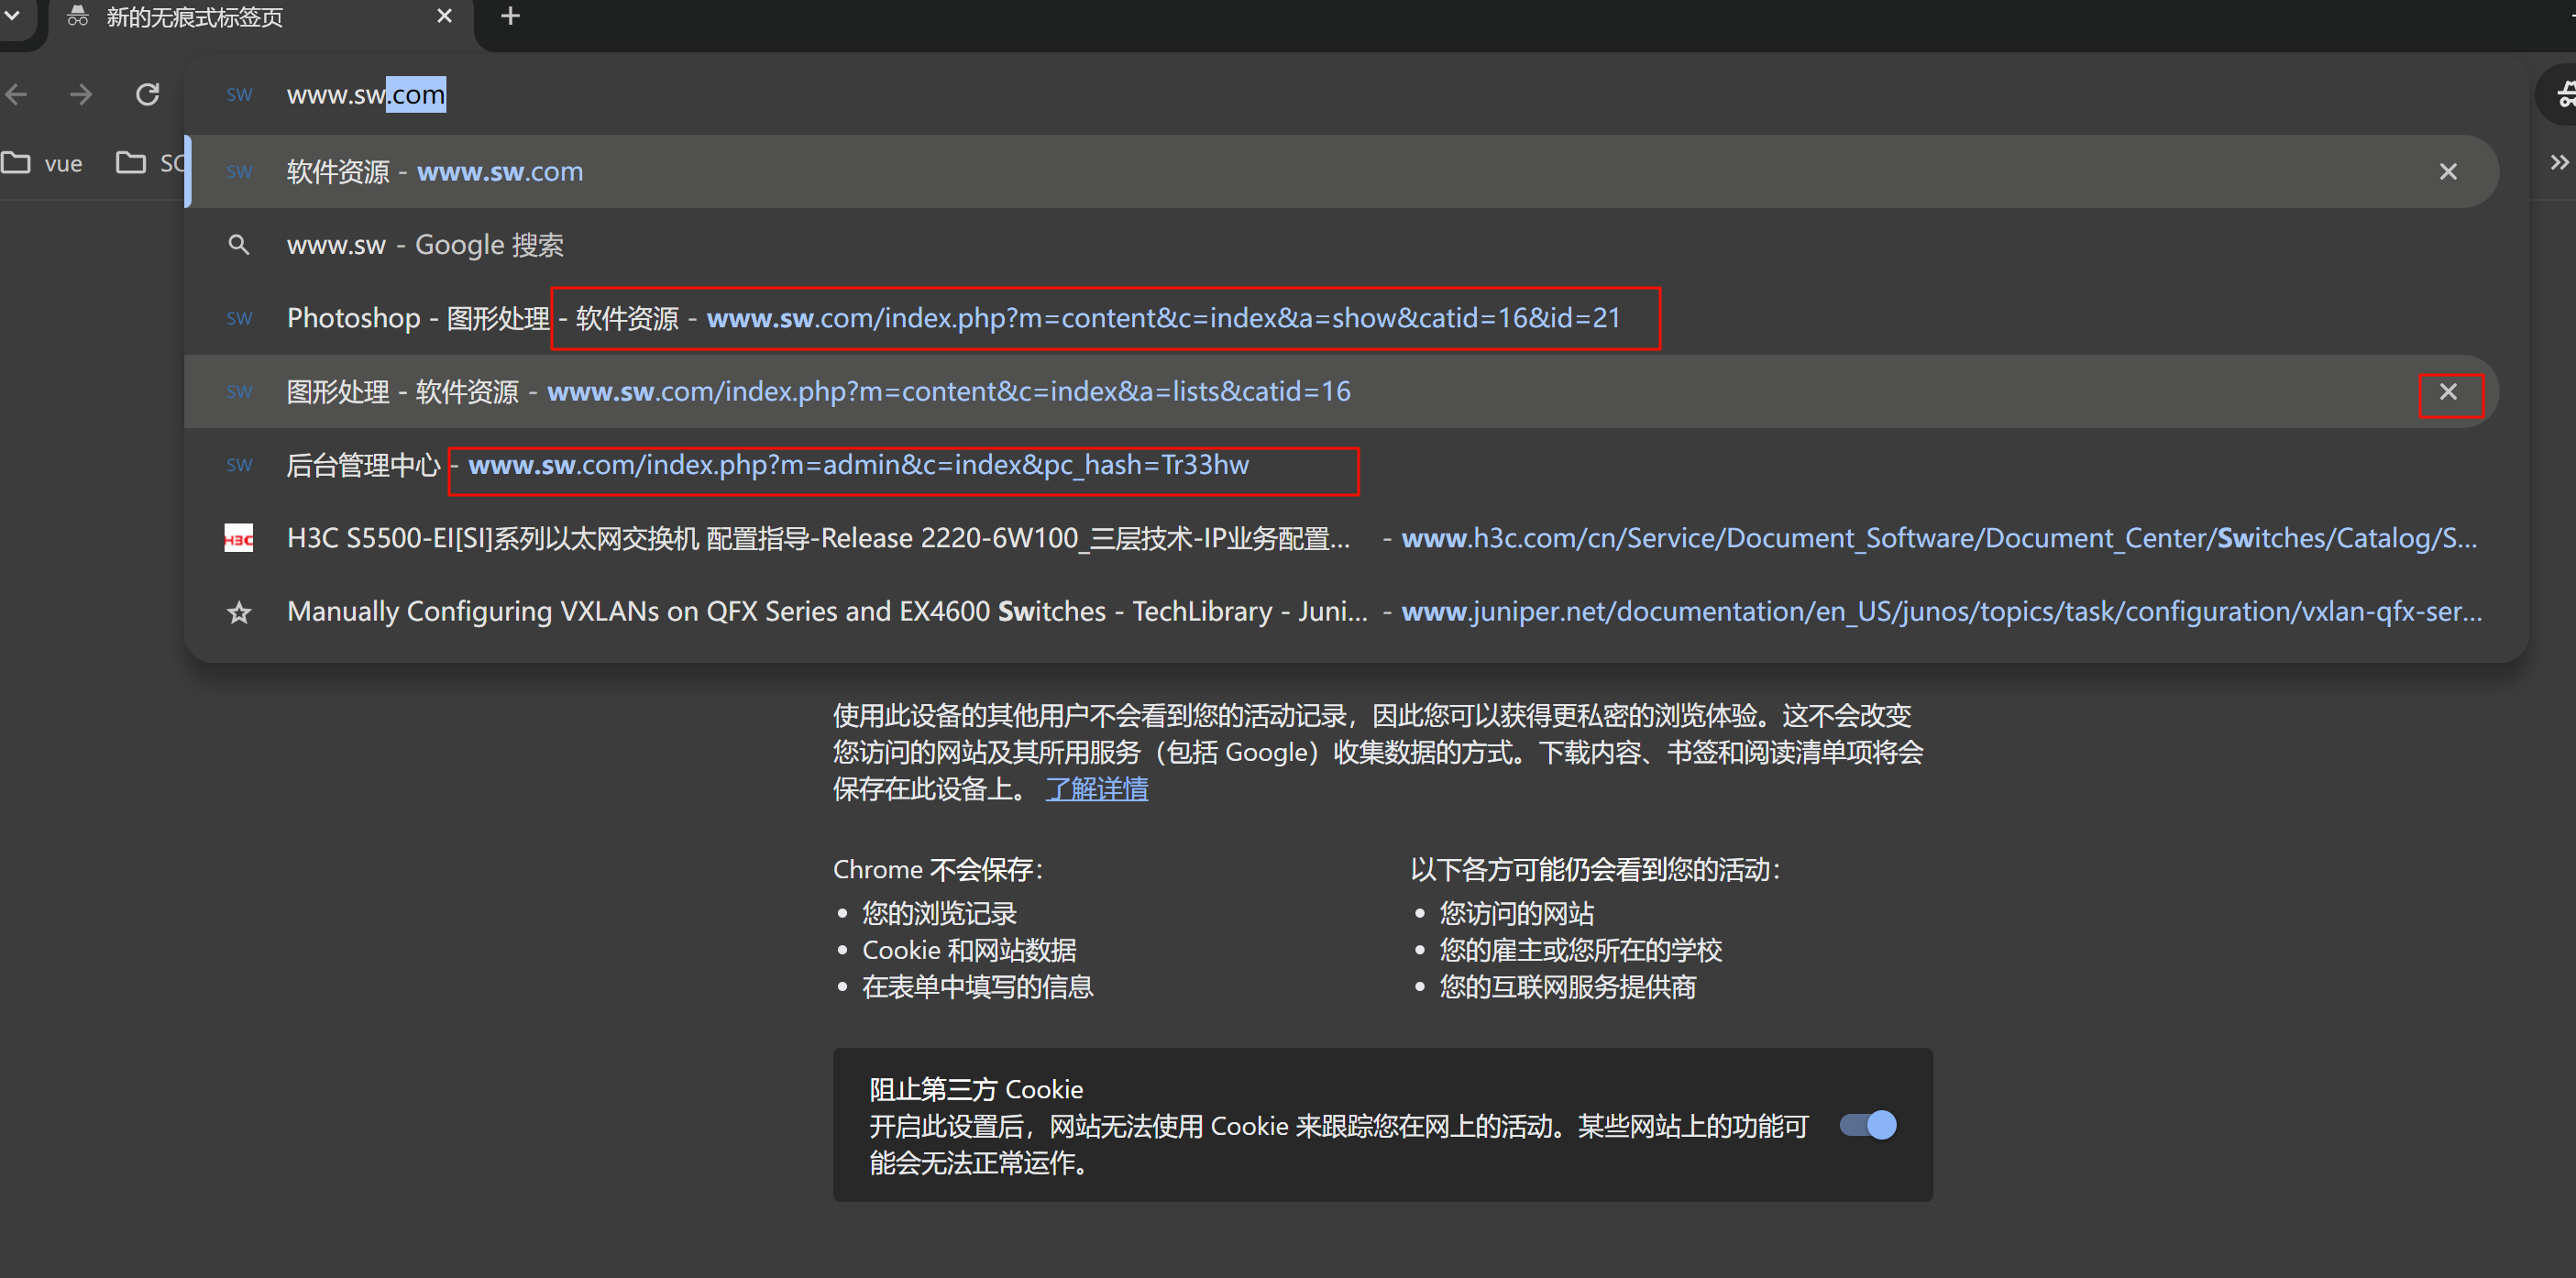 新的无痕式标签页
SW www.sw.com
vue
SW 软件资源 - www.sw.com
www.sw - Google 搜索
SW Photoshop - 图形处理 - 软件资源 - www.sw.com/index.php?m=content&c=index&a=show&catid=16&id=21
SW 图形处理 - 软件资源 - www.sw.com/index.php?m=content&c=index&a=lists&catid=16
SW 后台管理中心 - www.sw.com/index.php?m=admin&c=index&pc_hash=Tr33hw
H3C H3C S5500-EI[SI]系列以太网交换机 配置指导-Release 2220-6W100_三层技术-IP业务配置... - www.h3c.com/cn/Service/Document_Software/Document_Center/Switches/Catalog/S...
Manually Configuring VXLANs on QFX Series and EX4600 Switches - TechLibrary - Juni... - www.juniper.net/documentation/en_US/junos/topics/task/configuration/vxlan-qfx-ser...
使用此设备的其他用户不会看到您的活动记录，因此您可以获得更私密的浏览体验。这不会改变
您访问的网站及其所用服务（包括 Google）收集数据的方式。下载内容、书签和阅读清单项将会
保存在此设备上。 了解详情
Chrome 不会保存：
您的浏览记录
Cookie 和网站数据
在表单中填写的信息
以下各方可能仍会看到您的活动：
您访问的网站
您的雇主或您所在的学校
您的互联网服务提供商
阻止第三方 Cookie
开启此设置后，网站无法使用 Cookie 来跟踪您在网上的活动。某些网站上的功能可
能会无法正常运作。